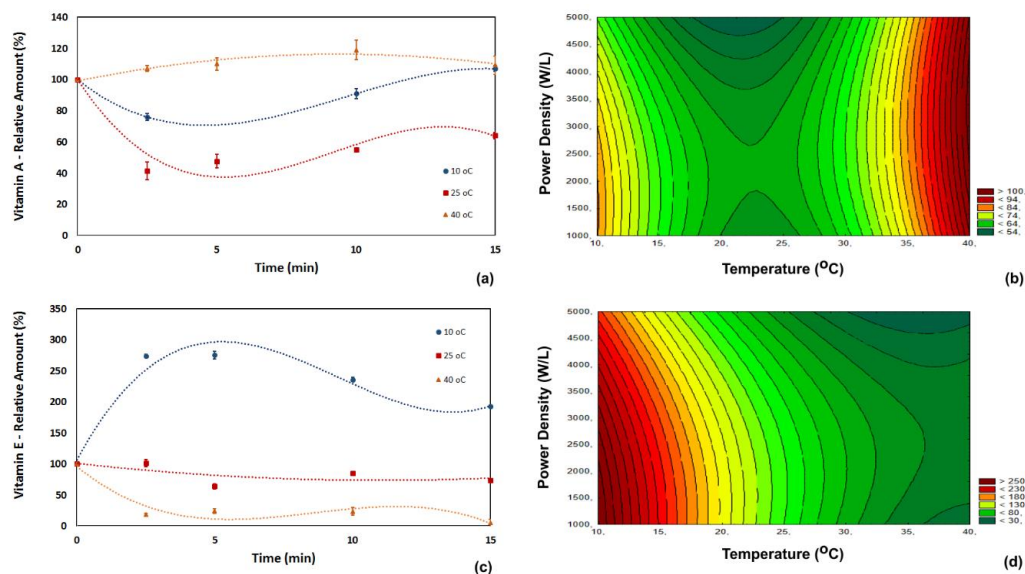 140
120
100
80
60
40
20
0
Vitamin A - Relative Amount (%)
10 oC
25 oC
40 oC
0 5 10 15
Time (min)
(a)
5000,
4500,
4000,
3500,
3000,
2500,
2000,
1500,
1000,
Power Density (W/L)
10, 15, 20, 25, 30, 35, 40,
Temperature (ᴼC)
> 100,
< 94,
< 84,
< 74,
< 64,
< 54,
(b)
350
300
250
200
150
100
50
0
Vitamin E - Relative Amount (%)
10 oC
25 oC
40 oC
0 5 10 15
Time (min)
(c)
5000,
4500,
4000,
3500,
3000,
2500,
2000,
1500,
1000,
Power Density (W/L)
10, 15, 20, 25, 30, 35, 40,
Temperature (ᴼC)
> 250
< 230
< 180
< 130
< 80,
< 30,
(d)